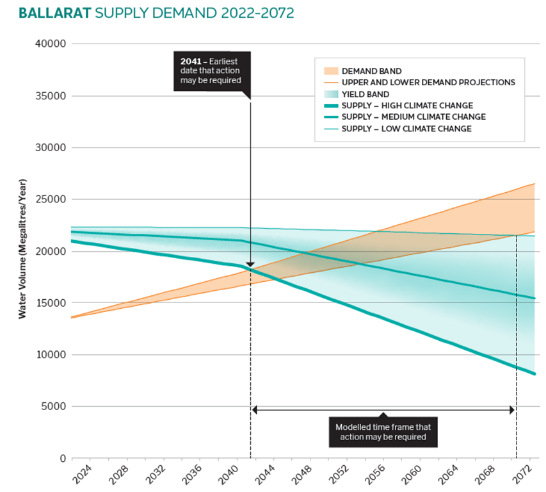 BALLARAT SUPPLY DEMAND 2022-2072
40000
35000
30000
25000
20000
15000
10000
5000
0
Water Volume (Megalitres/Year)
2041 – Earliest
date that action
may be required
DEMAND BAND
UPPER AND LOWER DEMAND PROJECTIONS
YIELD BAND
SUPPLY – HIGH CLIMATE CHANGE
SUPPLY – MEDIUM CLIMATE CHANGE
SUPPLY – LOW CLIMATE CHANGE
Modelled time frame that
action may be required
2024
2028
2032
2036
2040
2044
2048
2052
2056
2060
2064
2068
2072